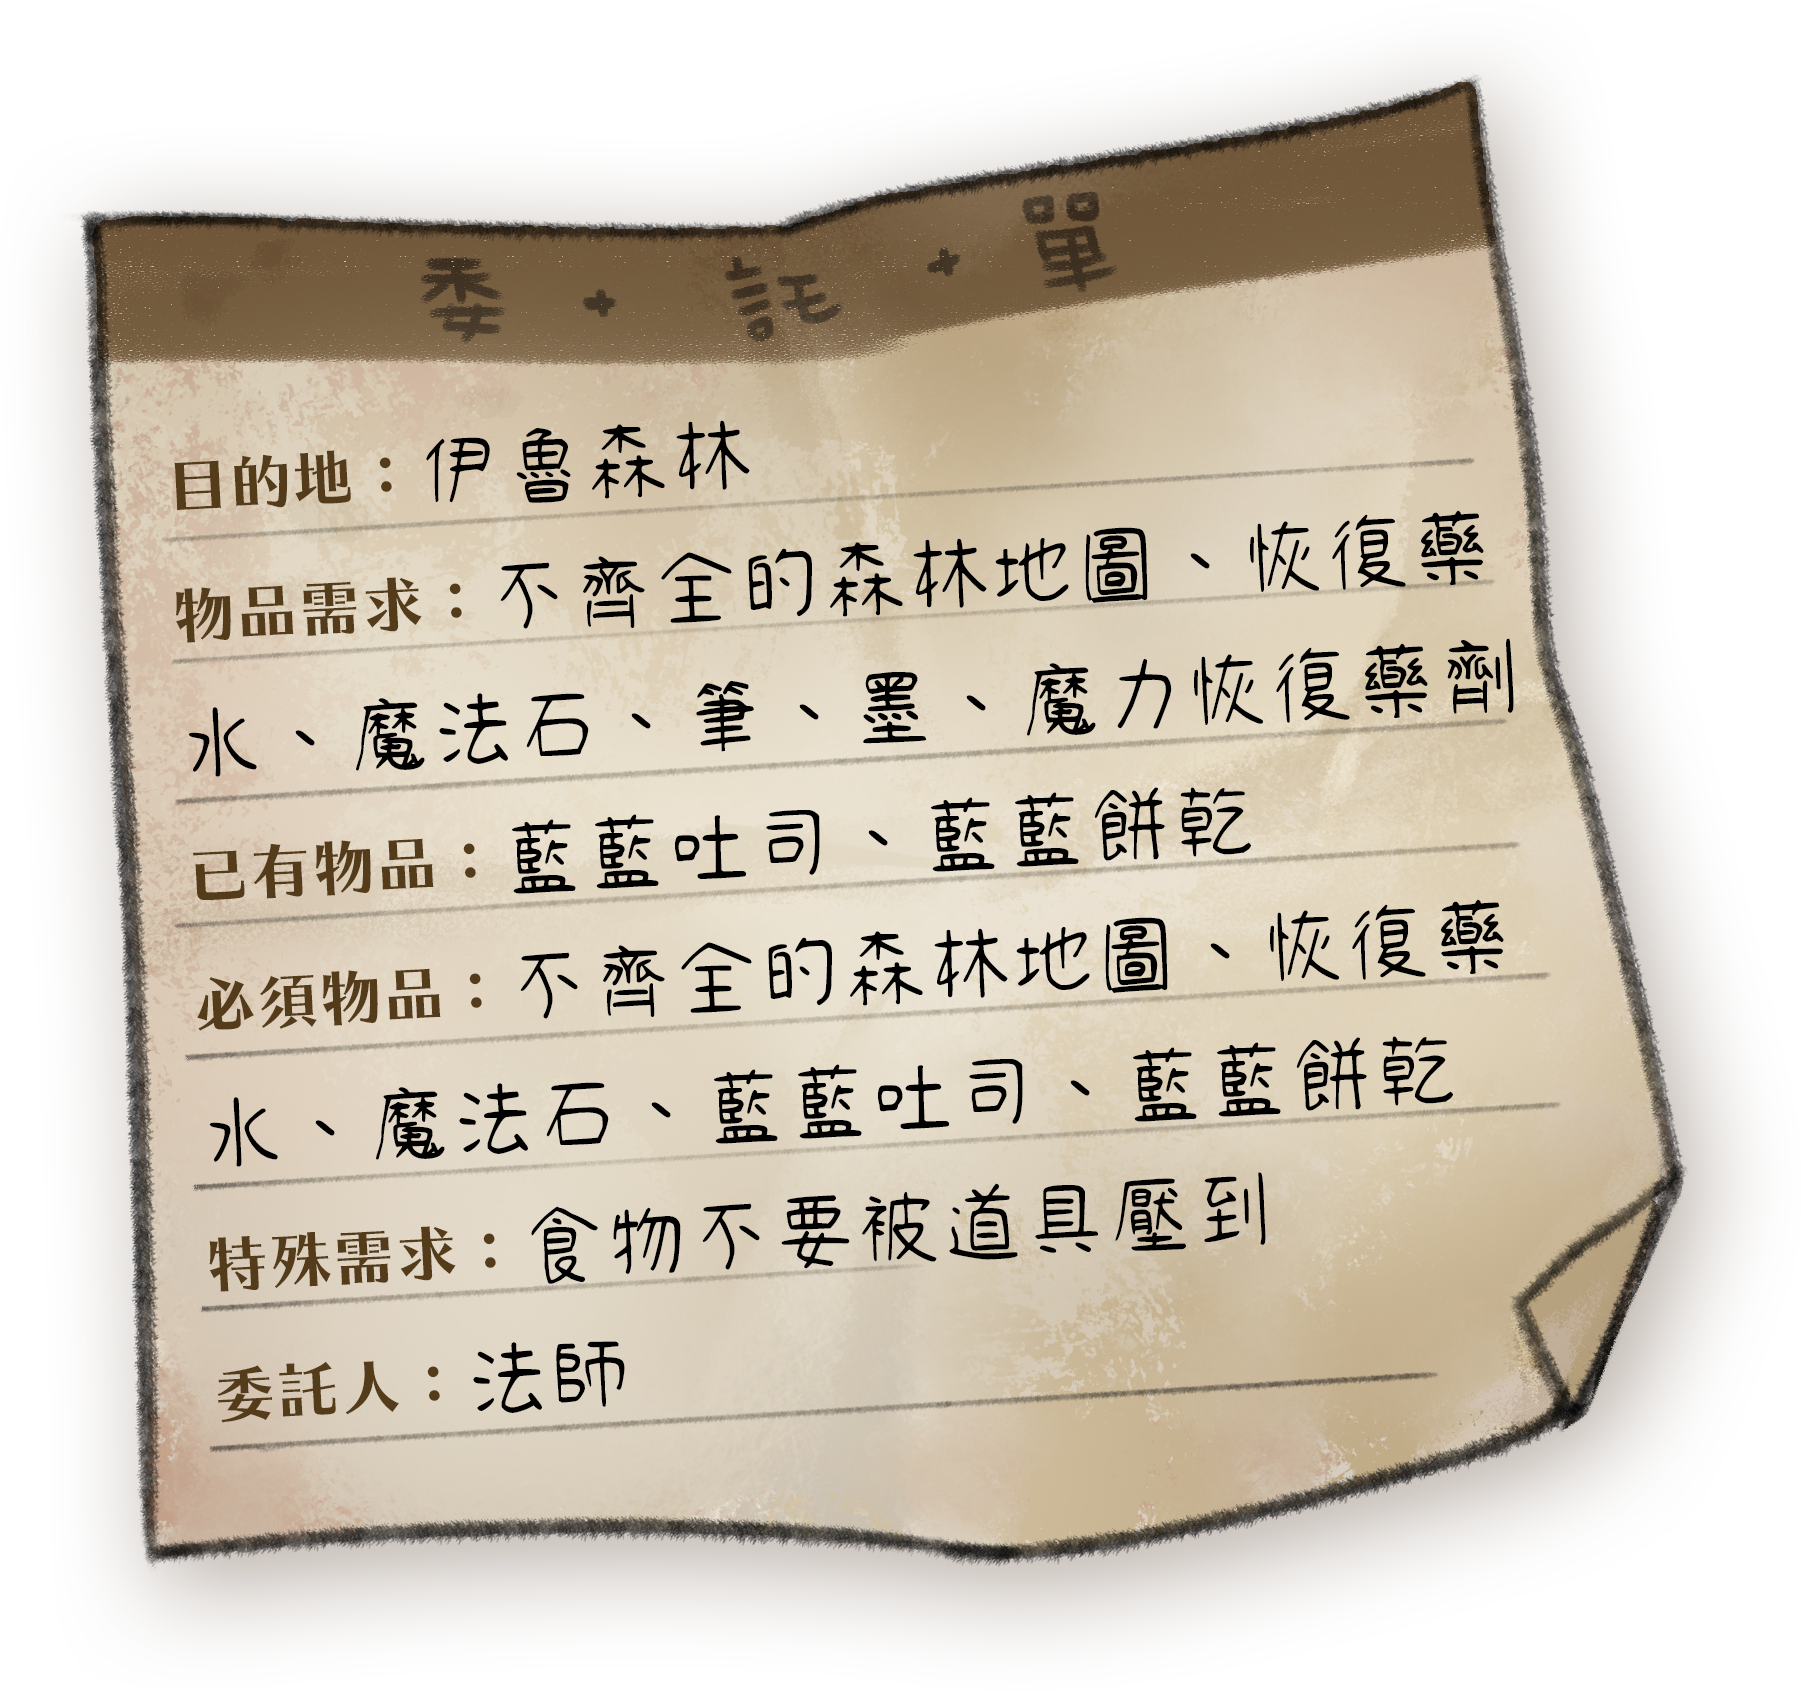 委・託・單
目的地：伊魯森林
物品需求：不齊全的森林地圖、恢復藥
水、魔法石、筆、墨、魔力恢復藥劑
已有物品：藍藍吐司、藍藍餅乾
必須物品：不齊全的森林地圖、恢復藥
水、魔法石、藍藍吐司、藍藍餅乾
特殊需求：食物不要被道具壓到
委託人：法師